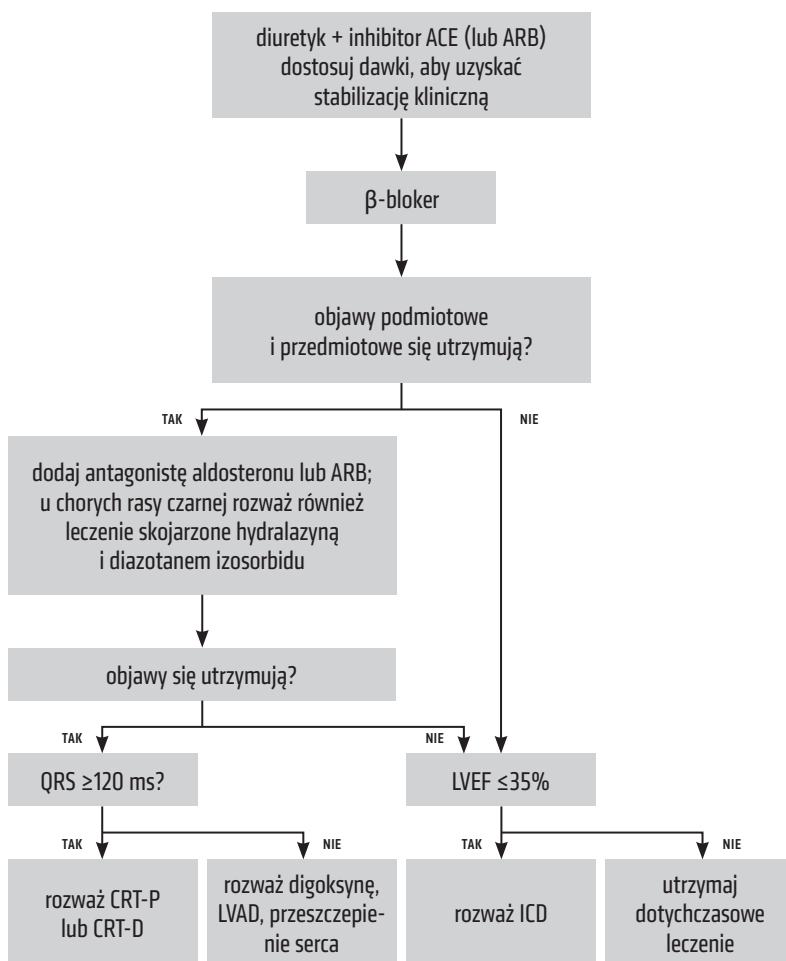 diuretyk + inhibitor ACE (lub ARB)
dostosuj dawki, aby uzyskać
stabilizację kliniczną
β-bloker
objawy podmiotowe
i przedmiotowe się utrzymują?
TAK
NIE
dodaj antagonistę aldosteronu lub ARB;
u chorych rasy czarnej rozważ również
leczenie skojarzone hydralazyną
i diazotanem izosorbidu
objawy się utrzymują?
TAK
NIE
QRS ≥120 ms?
LVEF ≤35%
TAK
NIE
TAK
NIE
rozważ CRT-P
lub CRT-D
rozważ digoksynę,
LVAD, przeszczepie-
nie serca
rozważ ICD
utrzymaj
dotychczasowe
leczenie